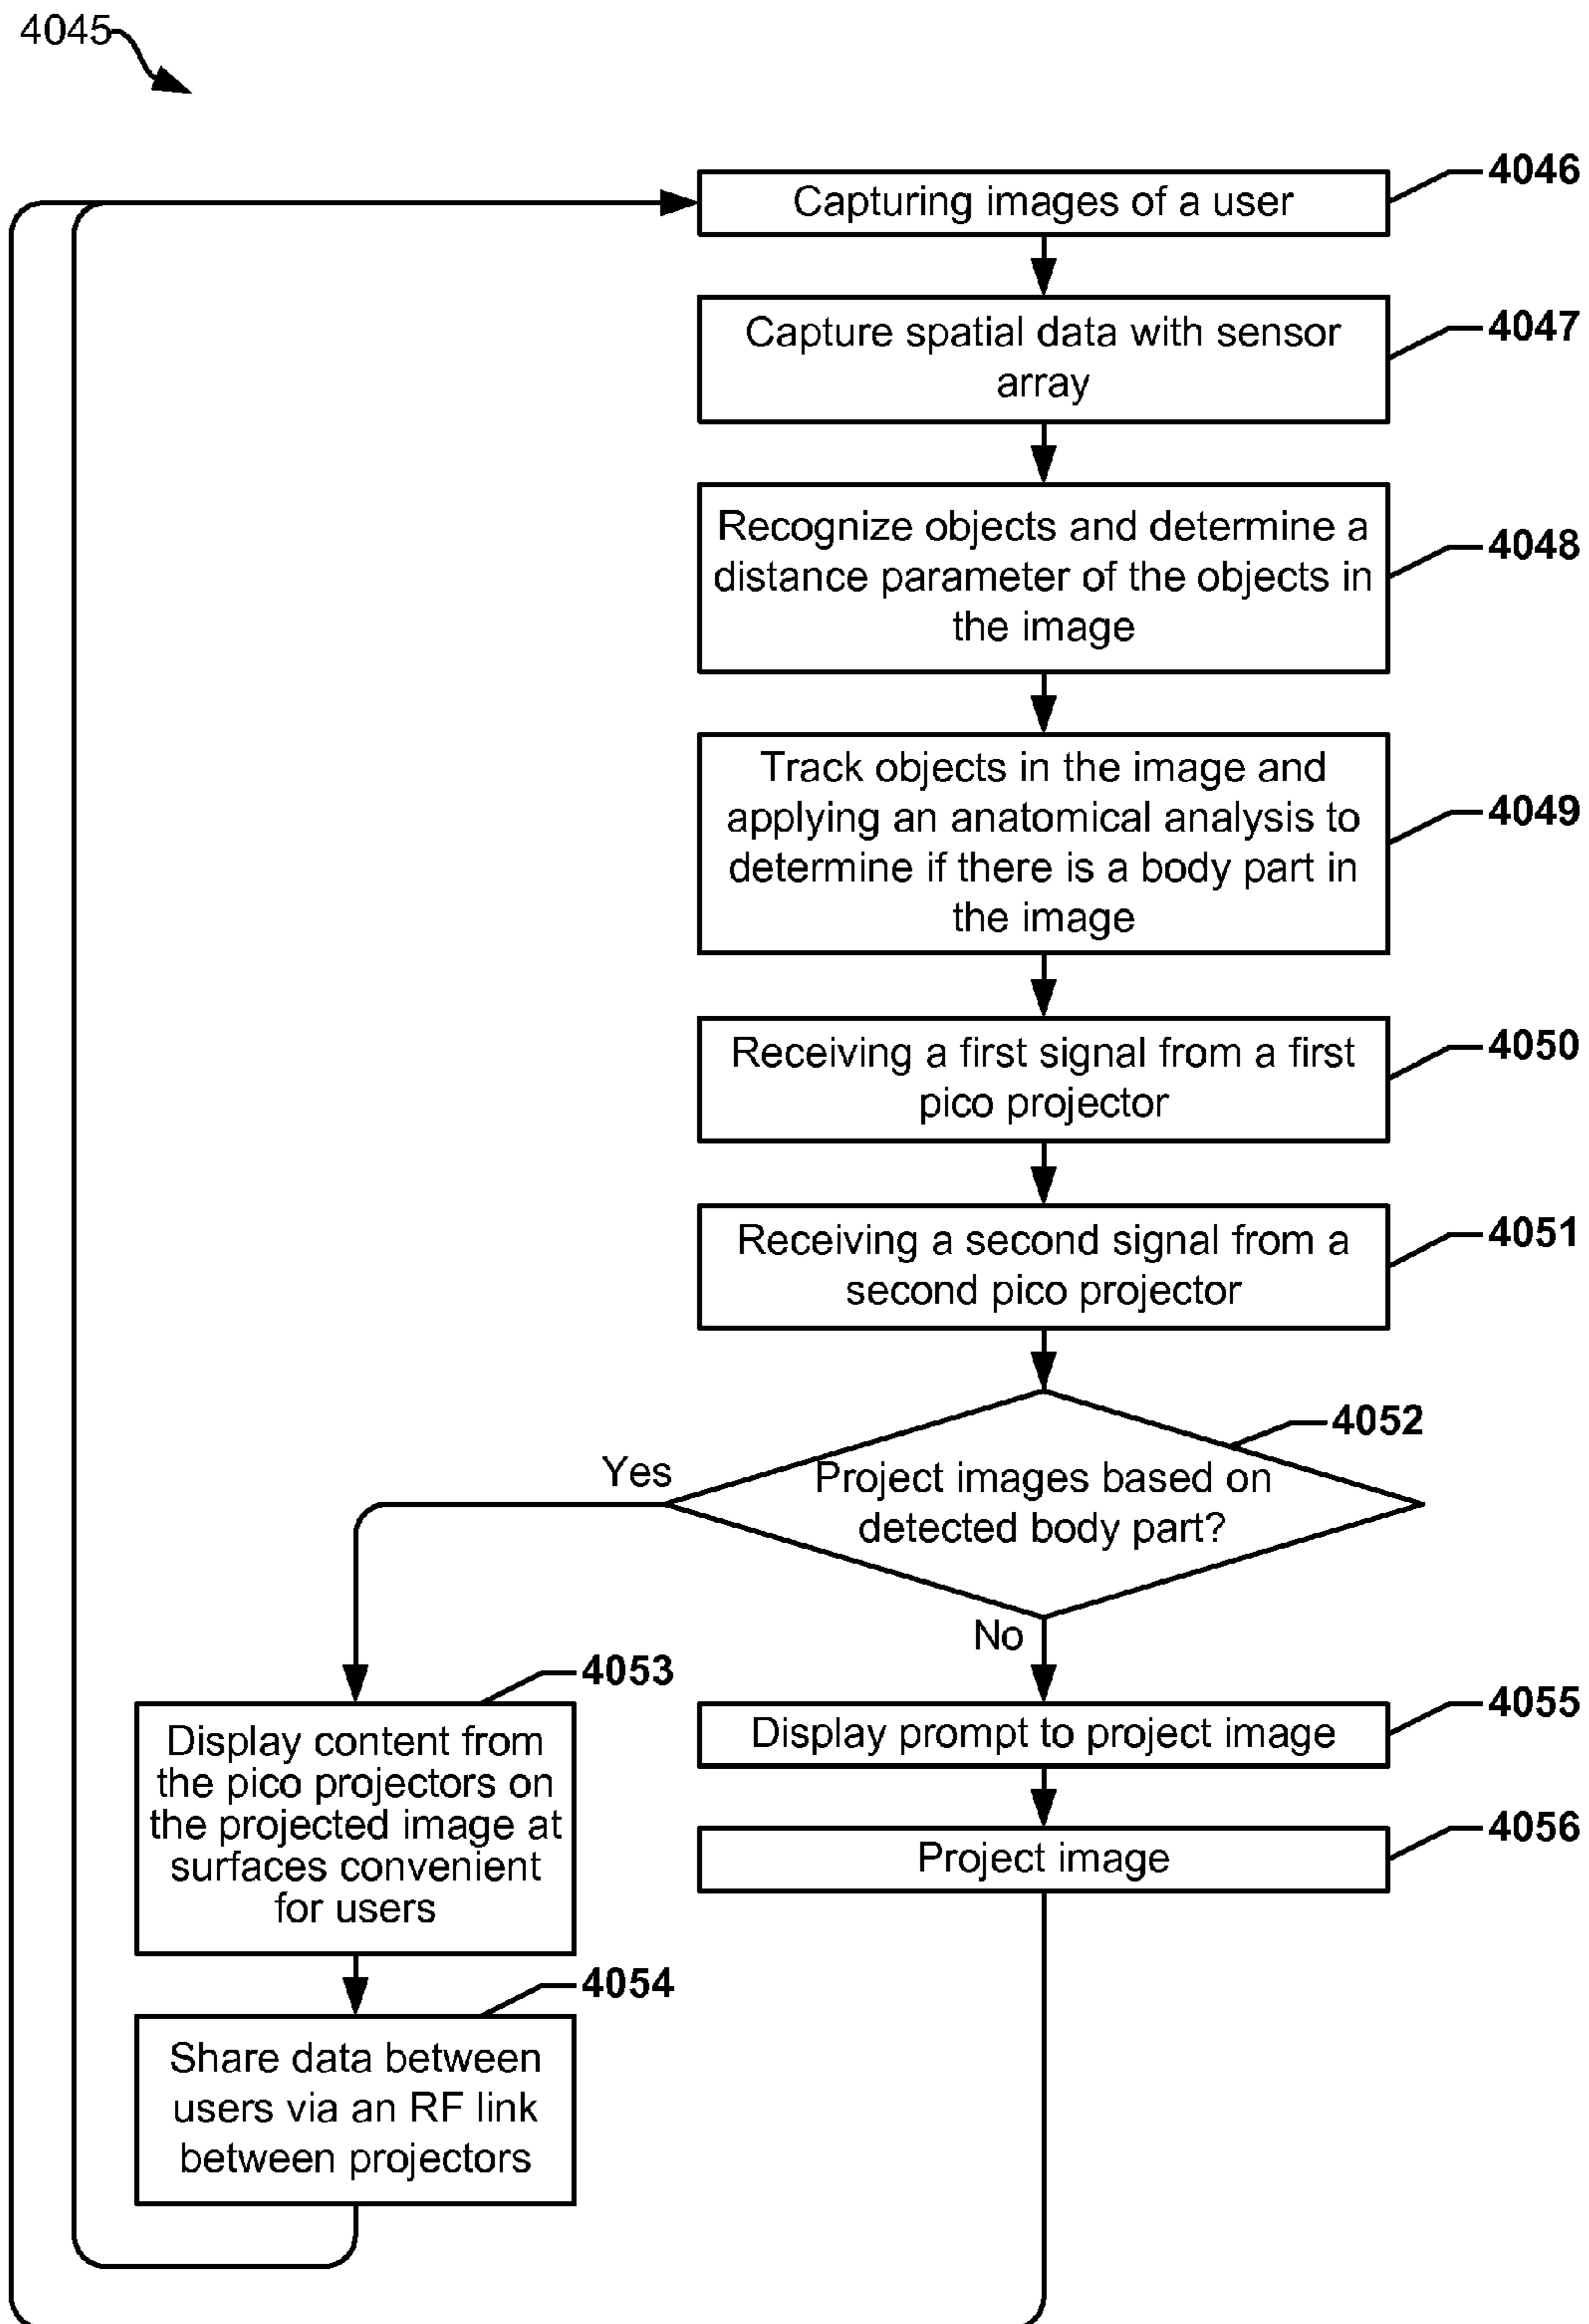 4045
Capturing images of a user
4046
Capture spatial data with sensor
array
4047
Recognize objects and determine a
distance parameter of the objects in
the image
4048
Track objects in the image and
applying an anatomical analysis to
determine if there is a body part in
the image
4049
Receiving a first signal from a first
pico projector
4050
Receiving a second signal from a
second pico projector
4051
4052
Project images based on
detected body part?
Yes
No
4053
Display content from
the pico projectors on
the projected image at
surfaces convenient
for users
4054
Share data between
users via an RF link
between projectors
Display prompt to project image
4055
Project image
4056